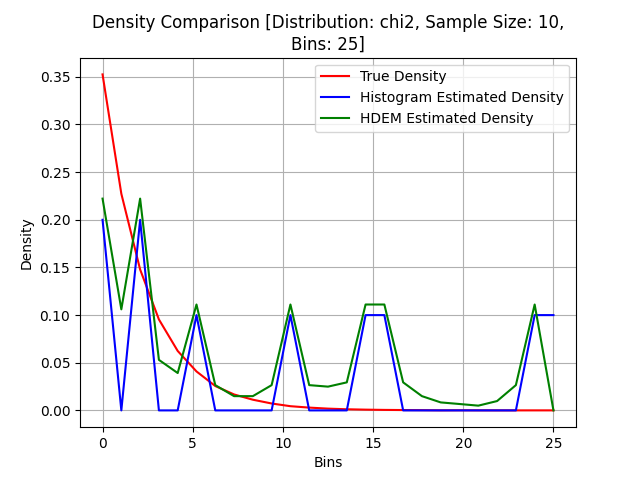 Density Comparison [Distribution: chi2, Sample Size: 10,
Bins: 25]
True Density
Histogram Estimated Density
HDEM Estimated Density
Density
0.35
0.30
0.25
0.20
0.15
0.10
0.05
0.00
0 5 10 15 20 25
Bins